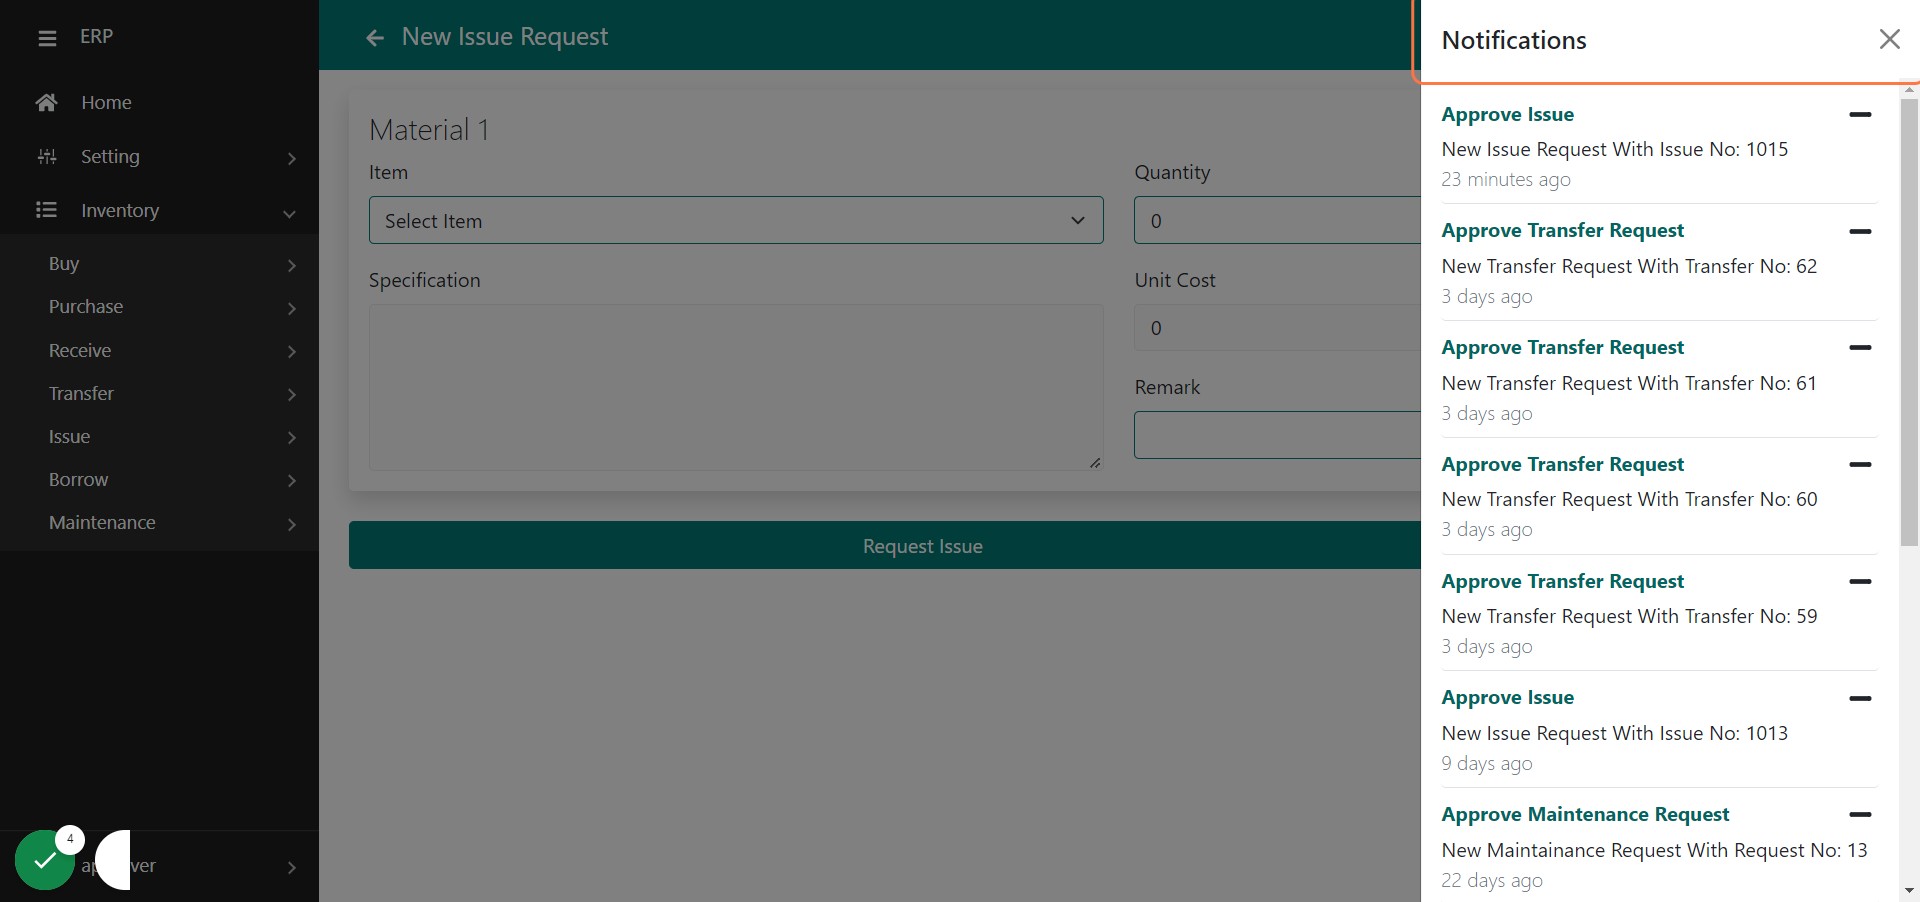 ERP
Home
Setting
Inventory
Buy
Purchase
Receive
Transfer
Issue
Borrow
Maintenance
4
New Issue Request
Material 1
Item
Select Item
Specification
Quantity
0
Unit Cost
0
Remark
Request Issue
Notifications
Approve Issue
New Issue Request With Issue No: 1015
23 minutes ago
Approve Transfer Request
New Transfer Request With Transfer No: 62
3 days ago
Approve Transfer Request
New Transfer Request With Transfer No: 61
3 days ago
Approve Transfer Request
New Transfer Request With Transfer No: 60
3 days ago
Approve Transfer Request
New Transfer Request With Transfer No: 59
3 days ago
Approve Issue
New Issue Request With Issue No: 1013
9 days ago
Approve Maintenance Request
New Maintainance Request With Request No: 13
22 days ago